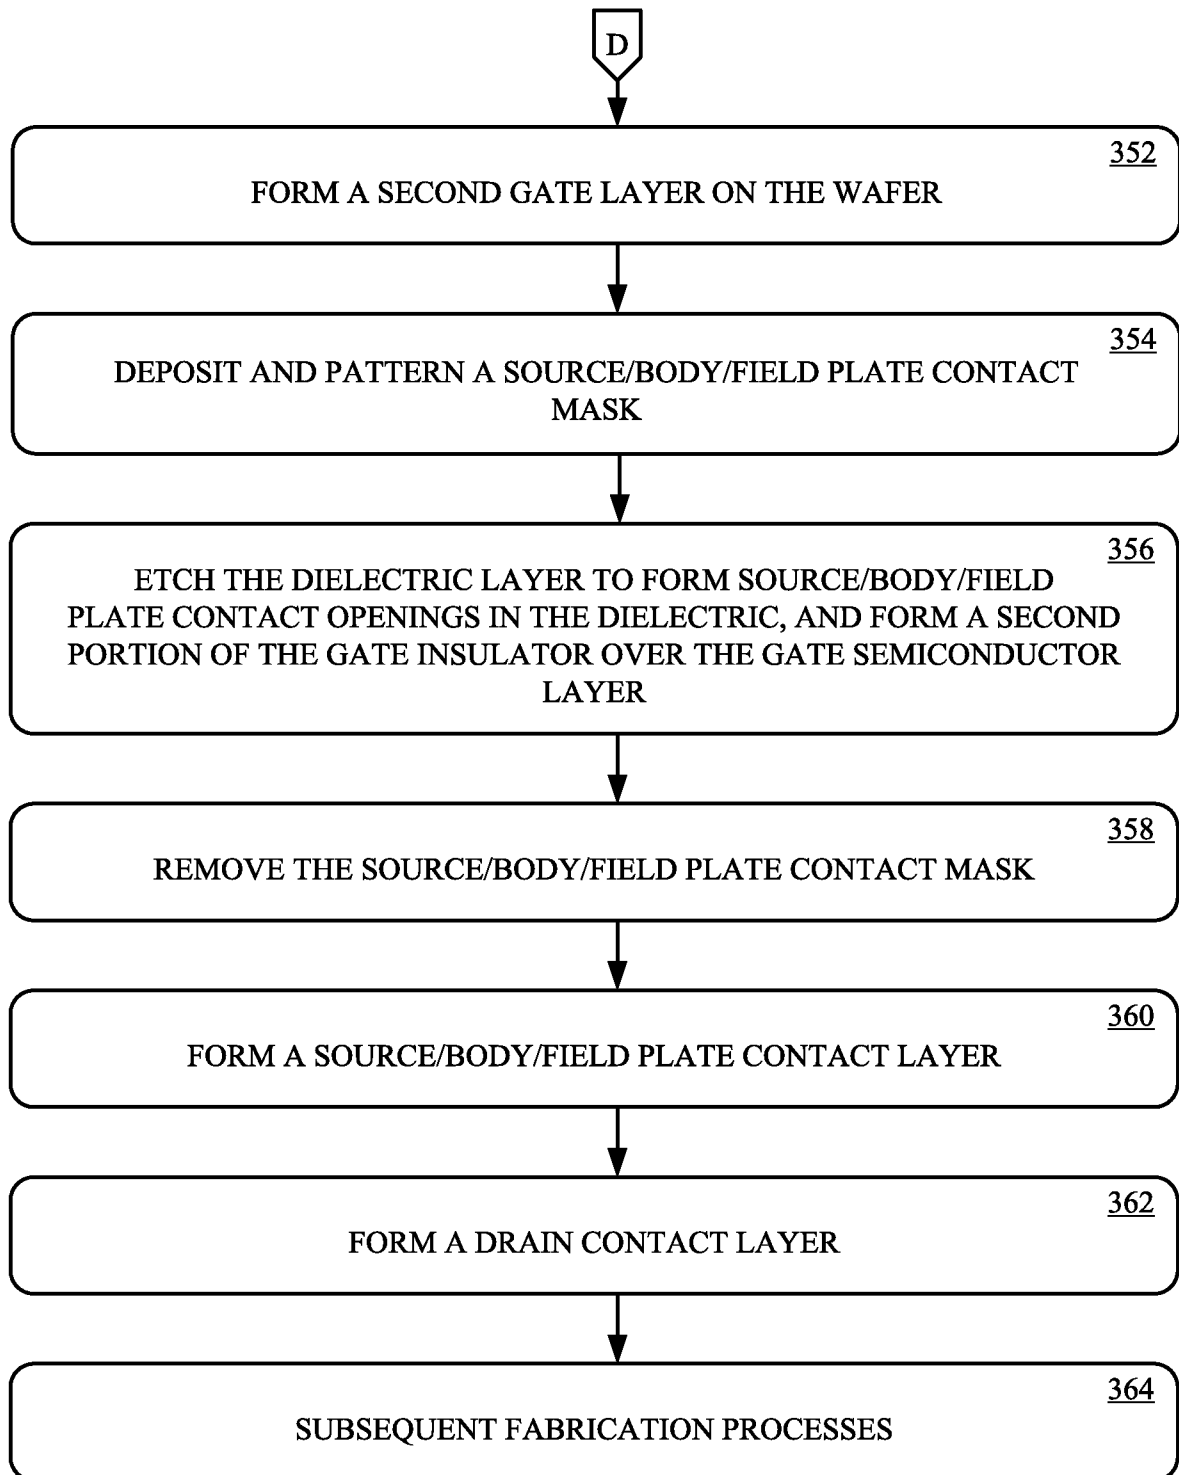 D
352
FORM A SECOND GATE LAYER ON THE WAFER
354
DEPOSIT AND PATTERN A SOURCE/BODY/FIELD PLATE CONTACT
MASK
356
ETCH THE DIELECTRIC LAYER TO FORM SOURCE/BODY/FIELD
PLATE CONTACT OPENINGS IN THE DIELECTRIC, AND FORM A SECOND
PORTION OF THE GATE INSULATOR OVER THE GATE SEMICONDUCTOR
LAYER
358
REMOVE THE SOURCE/BODY/FIELD PLATE CONTACT MASK
360
FORM A SOURCE/BODY/FIELD PLATE CONTACT LAYER
362
FORM A DRAIN CONTACT LAYER
364
SUBSEQUENT FABRICATION PROCESSES